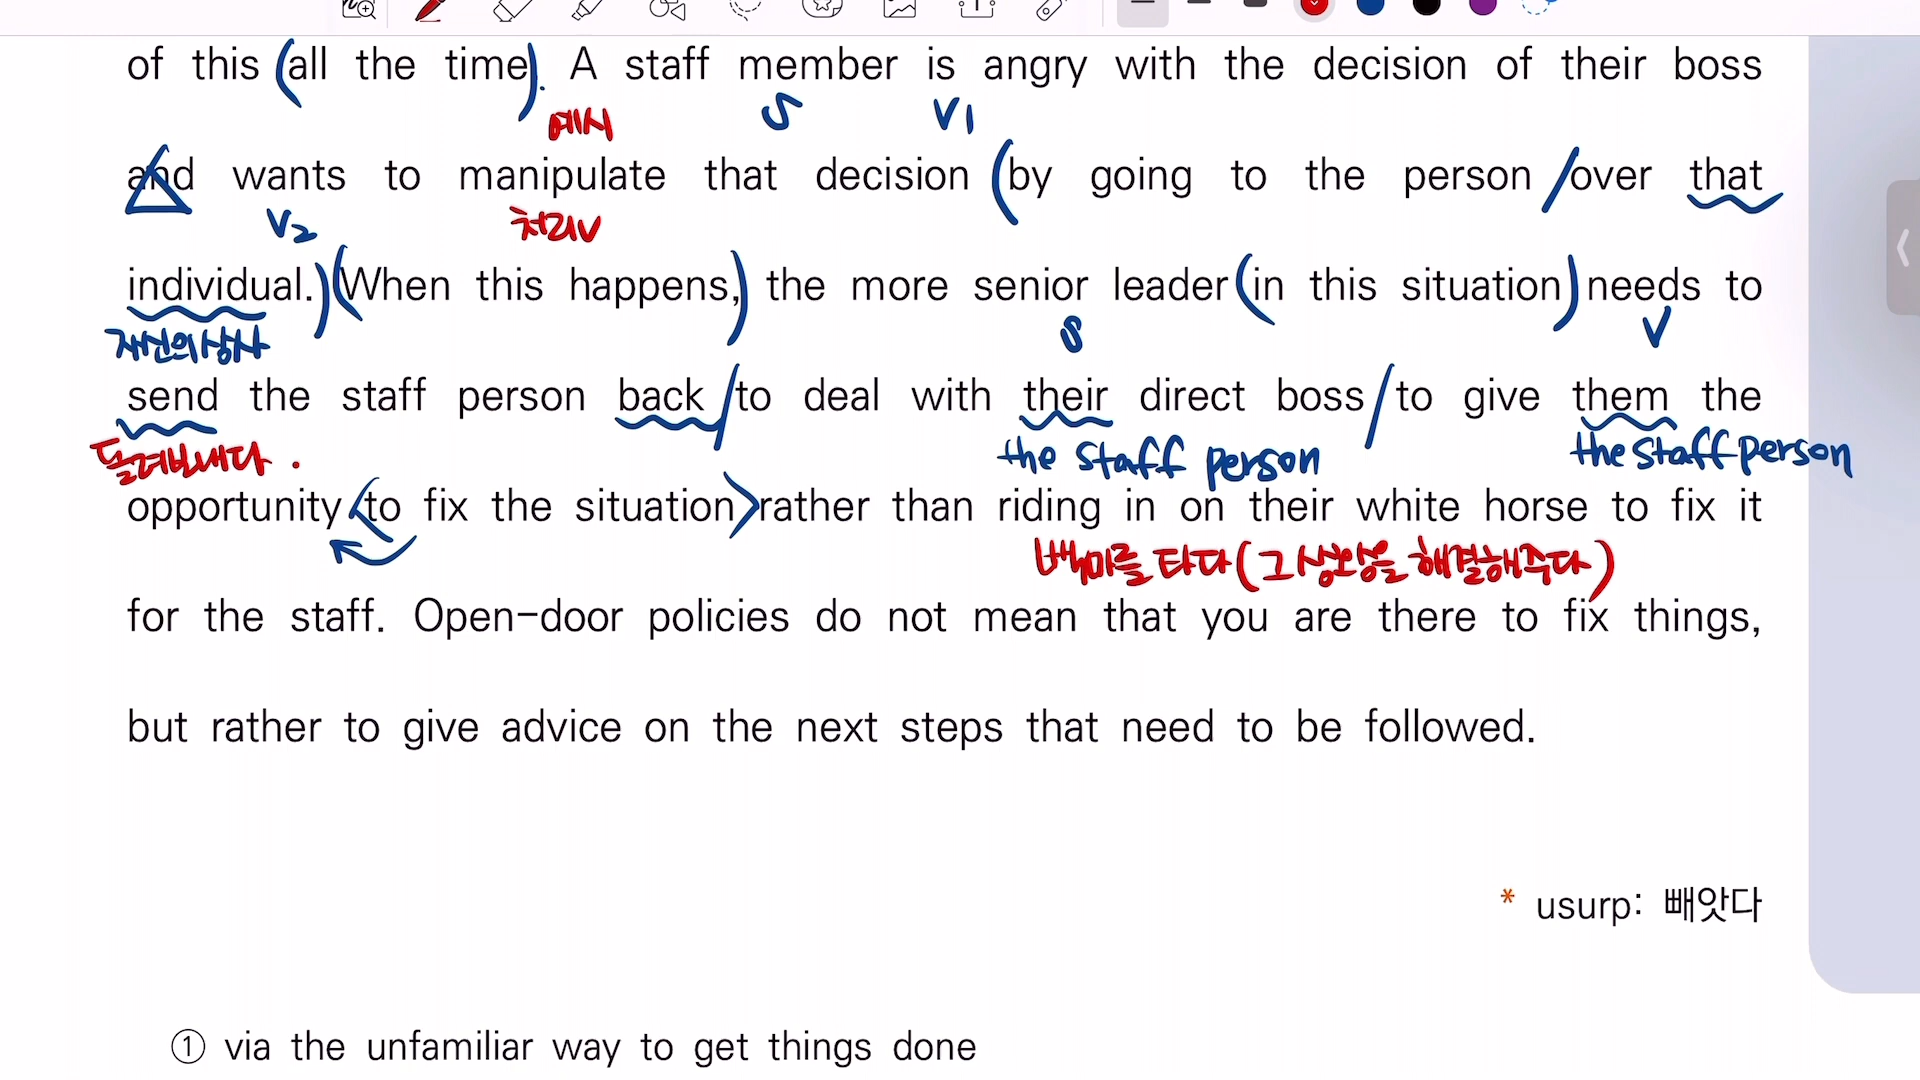 of this (all the time). A staff member is angry with the decision of their boss
예시 S V1
and wants to manipulate that decision (by going to the person / over that
V2 처리V
individual.) (When this happens,) the more senior leader (in this situation) needs to
자신의상사 S V
send the staff person back / to deal with their direct boss / to give them the
돌려보내다. the staff person the staff person
opportunity <to fix the situation> rather than riding in on their white horse to fix it
백마를 타다 (그 상황을 해결해주다)
for the staff. Open-door policies do not mean that you are there to fix things,
but rather to give advice on the next steps that need to be followed.
* usurp: 빼앗다
① via the unfamiliar way to get things done